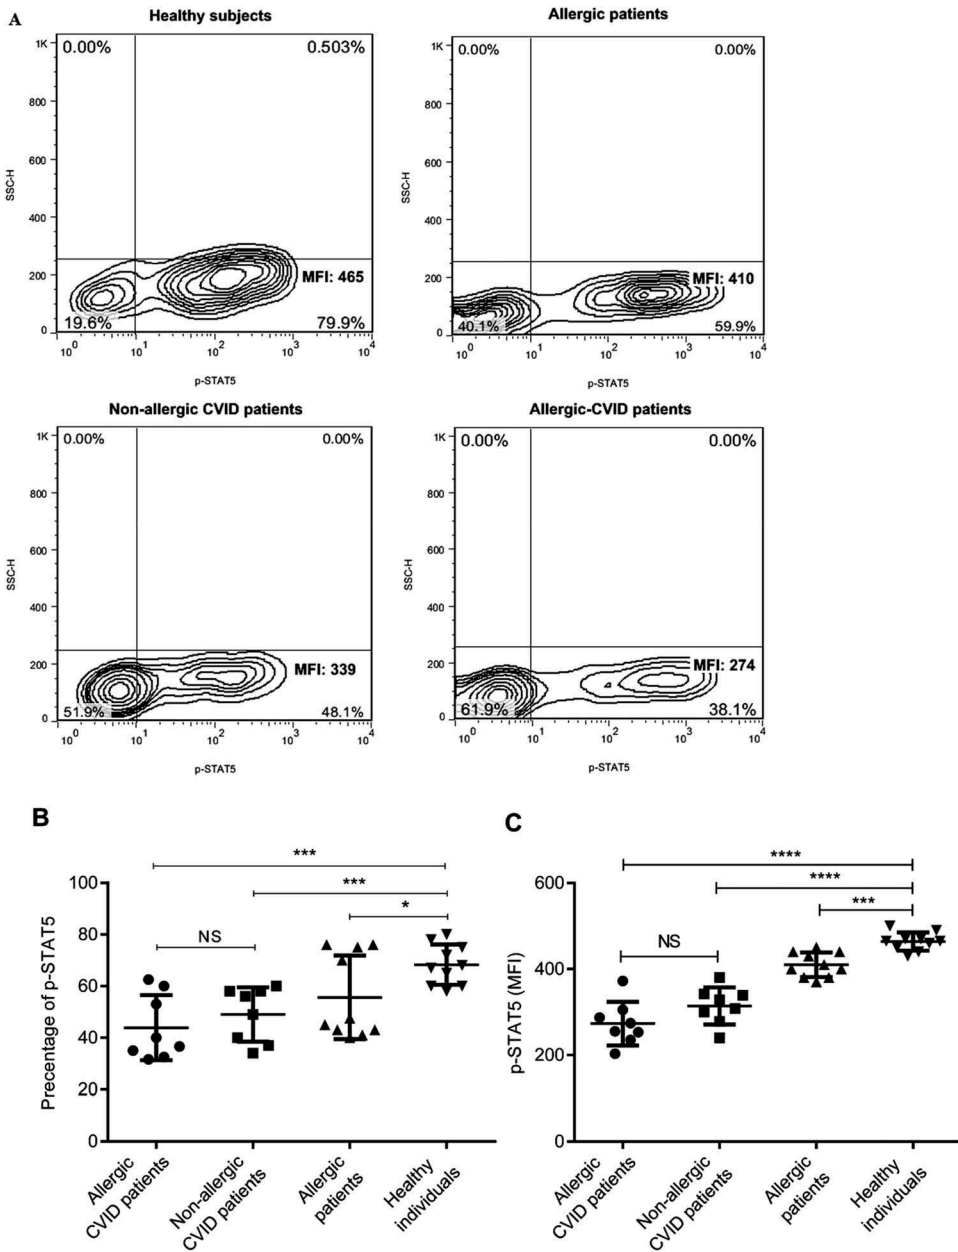 A
Healthy subjects
0.00%
0.503%
1K
800
600
400
200
0
SSC-H
MFI: 465
19.6%
79.9%
10^0
10^1
10^2
10^3
10^4
p-STAT5
Allergic patients
0.00%
0.00%
1K
800
600
400
200
0
SSC-H
MFI: 410
40.1%
59.9%
10^0
10^1
10^2
10^3
10^4
p-STAT5
Non-allergic CVID patients
0.00%
0.00%
1K
800
600
400
200
0
SSC-H
MFI: 339
51.9%
48.1%
10^0
10^1
10^2
10^3
10^4
p-STAT5
Allergic-CVID patients
0.00%
0.00%
1K
800
600
400
200
0
SSC-H
MFI: 274
61.9%
38.1%
10^0
10^1
10^2
10^3
10^4
p-STAT5
B
***
***
*
NS
100
80
60
40
20
0
Precentage of p-STAT5
Allergic
CVID patients
Non-allergic
CVID patients
Allergic
patients
Healthy
individuals
C
****
****
***
NS
600
400
200
0
p-STAT5 (MFI)
Allergic
CVID patients
Non-allergic
CVID patients
Allergic
patients
Healthy
individuals